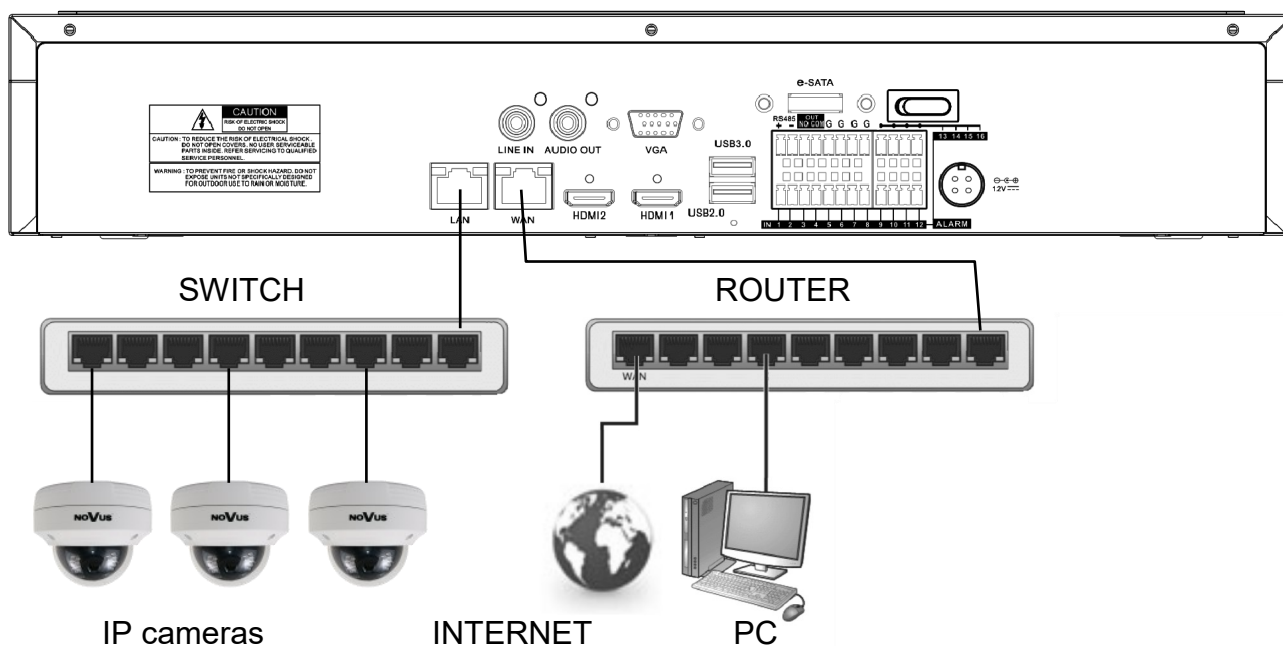 e-SATA
CAUTION
RISK OF ELECTRIC SHOCK
DO NOT OPEN
CAUTION : TO REDUCE THE RISK OF ELECTRICAL SHOCK.
DO NOT OPEN COVERS. NO USER SERVICEABLE
PARTS INSIDE. REFER SERVICING TO QUALIFIED
SERVICE PERSONNEL.
WARNING : TO PREVENT FIRE OR SHOCK HAZARD. DO NOT
EXPOSE UNITS NOT SPECIFICALLY DESIGNED
FOR OUTDOOR USE TO RAIN OR MOISTURE.
RS485 OUT
+ - NO COM G G G G
13 14 15 16
LINE IN AUDIO OUT VGA USB3.0
12V
LAN WAN HDMI2 HDMI1 USB2.0
IN 1 2 3 4 5 6 7 8 9 10 11 12 ALARM
SWITCH ROUTER
WAN
NOVUS NOVUS NOVUS
IP cameras INTERNET PC